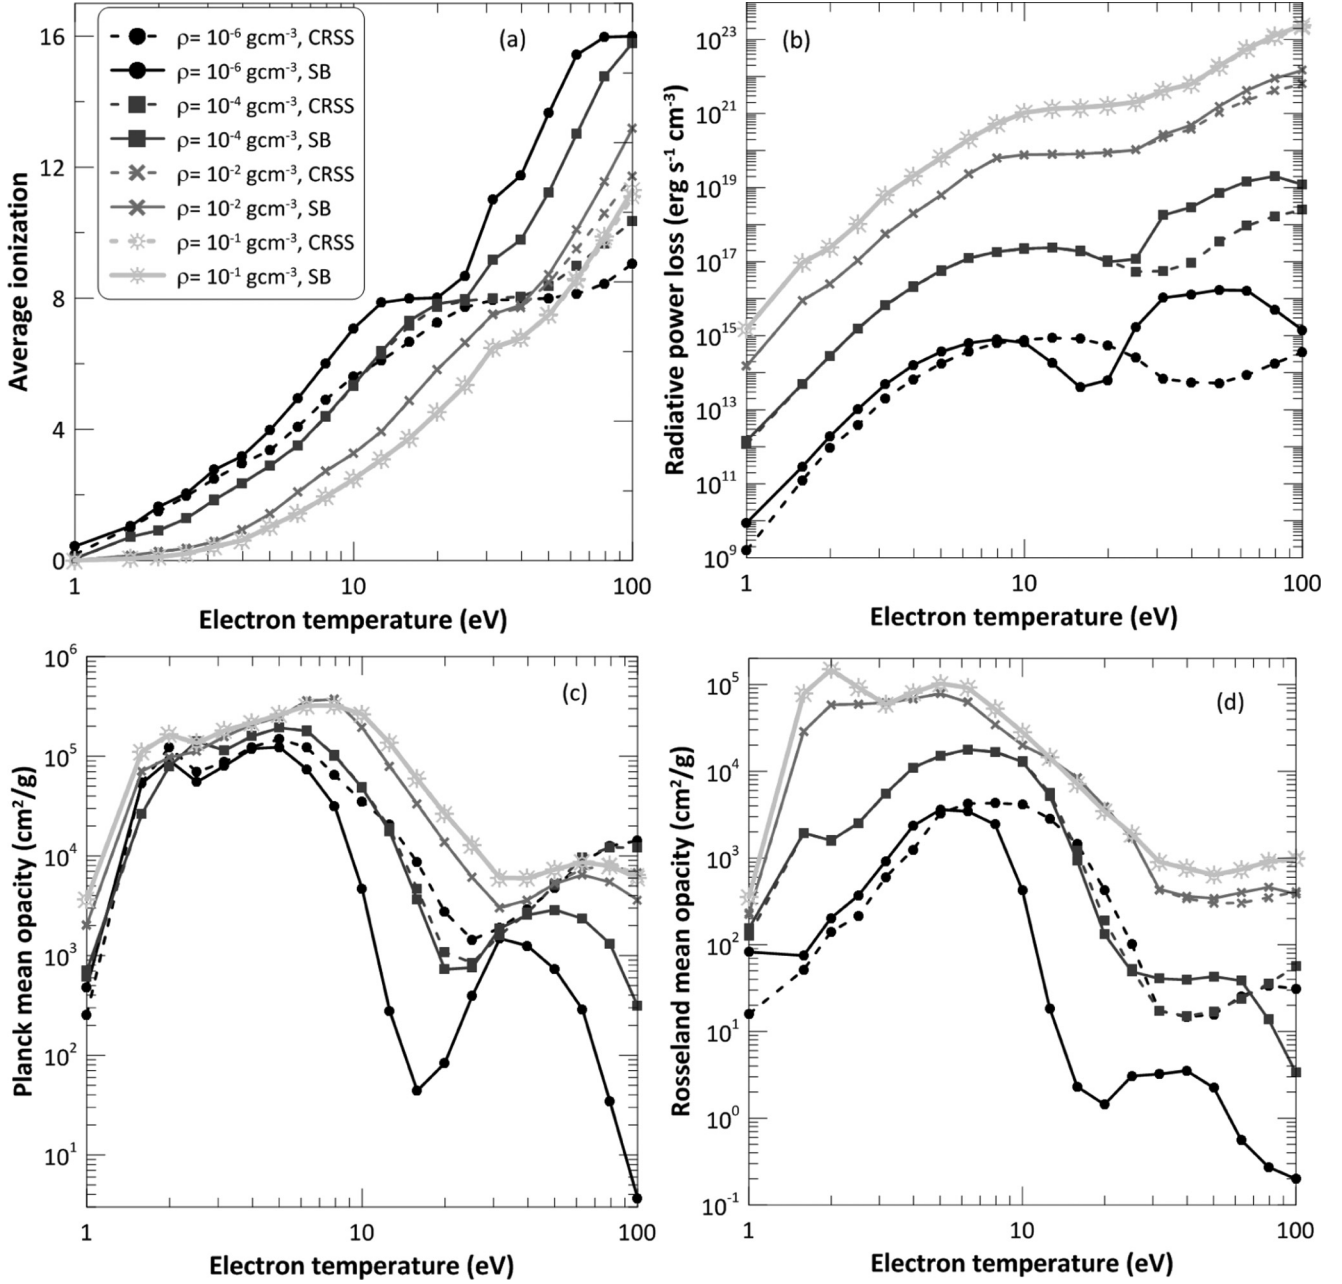 (a)
ρ= 10⁻⁶ gcm⁻³, CRSS
ρ= 10⁻⁶ gcm⁻³, SB
ρ= 10⁻⁴ gcm⁻³, CRSS
ρ= 10⁻⁴ gcm⁻³, SB
ρ= 10⁻² gcm⁻³, CRSS
ρ= 10⁻² gcm⁻³, SB
ρ= 10⁻¹ gcm⁻³, CRSS
ρ= 10⁻¹ gcm⁻³, SB
Average ionization
16
12
8
4
0
1 10 100
Electron temperature (eV)
(b)
Radiative power loss (erg s⁻¹ cm⁻³)
10²³
10²¹
10¹⁹
10¹⁷
10¹⁵
10¹³
10¹¹
10⁹
1 10 100
Electron temperature (eV)
(c)
Planck mean opacity (cm²/g)
10⁶
10⁵
10⁴
10³
10²
10¹
1 10 100
Electron temperature (eV)
(d)
Rosseland mean opacity (cm²/g)
10⁵
10⁴
10³
10²
10¹
10⁰
10⁻¹
1 10 100
Electron temperature (eV)